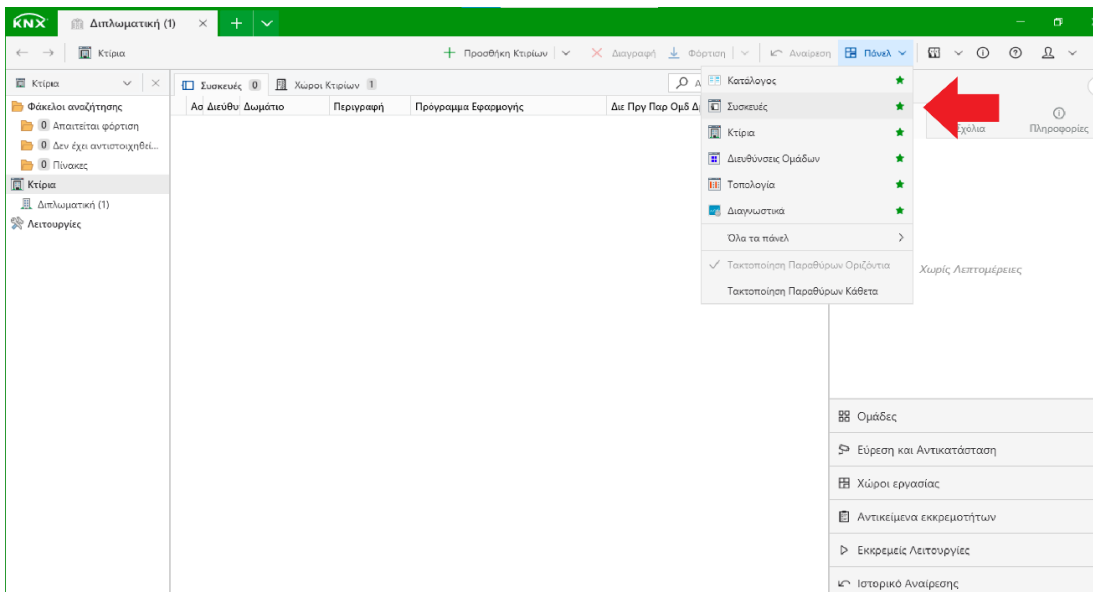 KNX Διπλωματική (1)
Κτίρια Προσθήκη Κτιρίων Διαγραφή Φόρτιση Αναίρεση Πάνελ
Κτίρια
Φάκελοι αναζήτησης
0 Απαιτείται φόρτιση
0 Δεν έχει αντιστοιχηθεί...
0 Πίνακες
Κτίρια
Διπλωματική (1)
Λειτουργίες
Συσκευές 0 Χώροι Κτιρίων 1
Ασ Διεύθυ Δωμάτιο Περιγραφή Πρόγραμμα Εφαρμογής Διε Πργ Παρ Ομδ
Κατάλογος
Συσκευές
Κτίρια
Διευθύνσεις Ομάδων
Τοπολογία
Διαγνωστικά
Όλα τα πάνελ
Τακτοποίηση Παραθύρων Οριζόντια
Τακτοποίηση Παραθύρων Κάθετα
Σχόλια Πληροφορίες
Χωρίς Λεπτομέρειες
Ομάδες
Εύρεση και Αντικατάσταση
Χώροι εργασίας
Αντικείμενα εκκρεμοτήτων
Εκκρεμείς Λειτουργίες
Ιστορικό Αναίρεσης